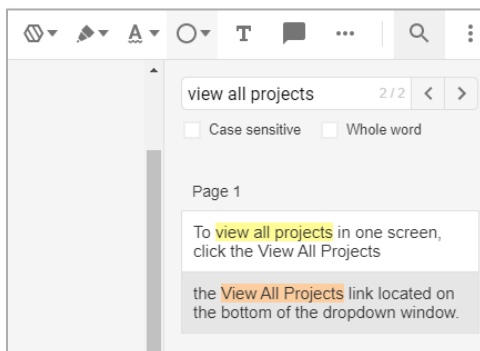 A T
view all projects 2/2
Case sensitive Whole word
Page 1
To view all projects in one screen,
click the View All Projects
the View All Projects link located on
the bottom of the dropdown window.